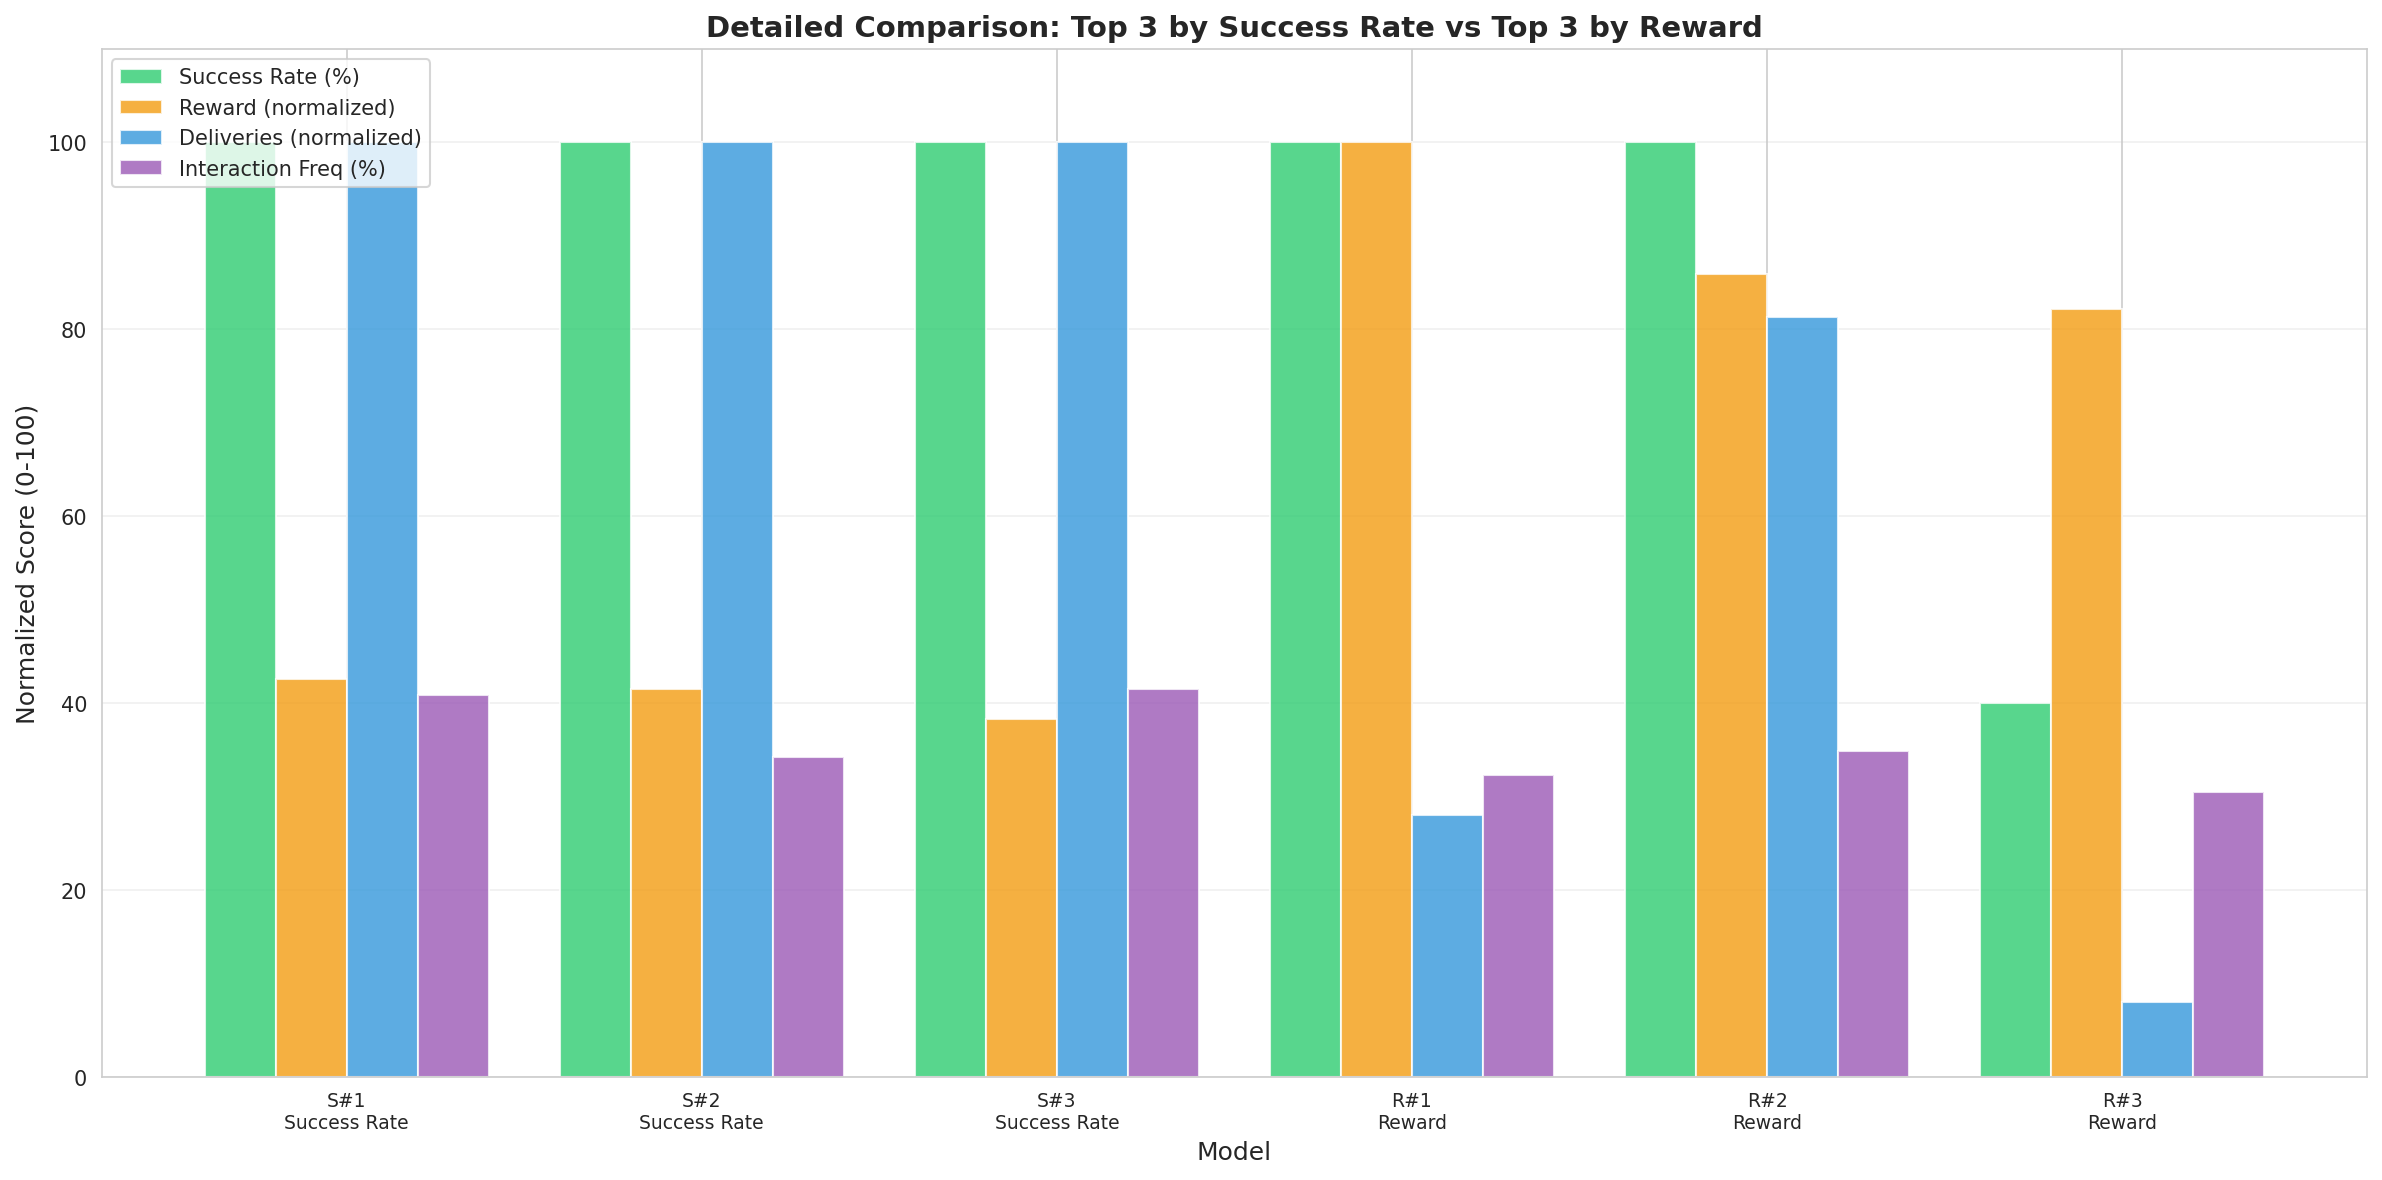 Detailed Comparison: Top 3 by Success Rate vs Top 3 by Reward
Success Rate (%)
Reward (normalized)
Deliveries (normalized)
Interaction Freq (%)
Normalized Score (0-100)
100
80
60
40
20
0
S#1
Success Rate
S#2
Success Rate
S#3
Success Rate
R#1
Reward
R#2
Reward
R#3
Reward
Model